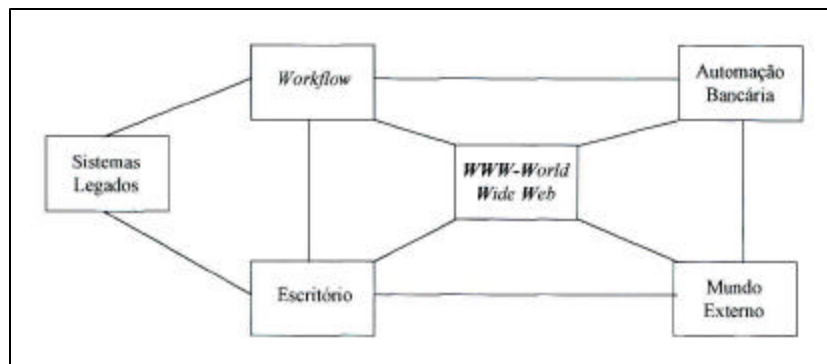 Workflow
Automação
Bancária
Sistemas
Legados
WWW-World
Wide Web
Escritório
Mundo
Externo